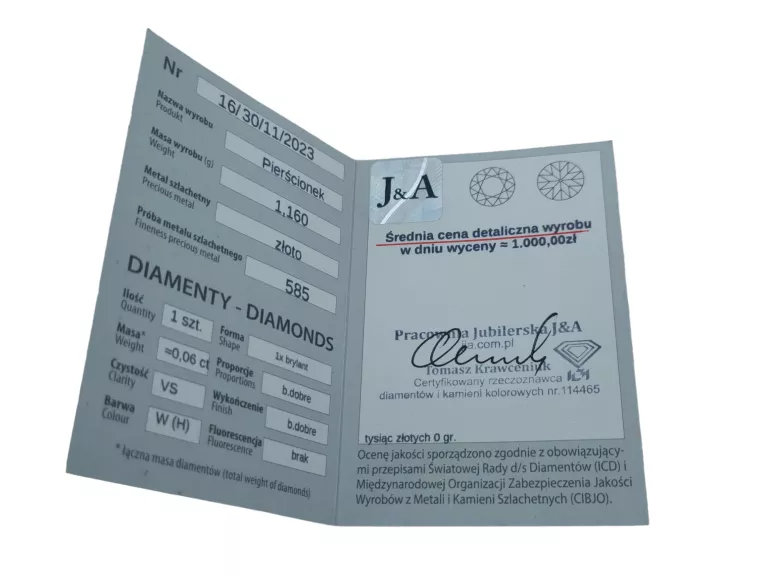 Nr 16/30/11/2023
Nazwa wyrobu Pierścionek
Produkt
Masa wyrobu (g) 1,160
Weight
Metal szlachetny złoto
Precious metal
Próba metalu szlachetnego 585
Fineness precious metal
DIAMENTY - DIAMONDS
Ilość 1 szt.
Quantity
Forma 1x brylant
Shape
Masa* ≈0,06 ct
Weight
Proporcje b.dobre
Proportions
Czystość VS
Clarity
Wykończenie b.dobre
Finish
Barwa W (H)
Colour
Fluorescencja brak
Fluorescence
* łączna masa diamentów (total weight of diamonds)
J&A
Średnia cena detaliczna wyrobu
w dniu wyceny = 1.000,00zł
Pracownia Jubilerska J&A
.com.pl
Tomasz Krawceniuk
Certyfikowany rzeczoznawca
diamentów i kamieni kolorowych nr.114465
tysiąc złotych 0 gr.
Ocenę jakości sporządzono zgodnie z obowiązujący-
mi przepisami Światowej Rady d/s Diamentów (ICD) i
Międzynarodowej Organizacji Zabezpieczenia Jakości
Wyrobów z Metali i Kamieni Szlachetnych (CIBJO).